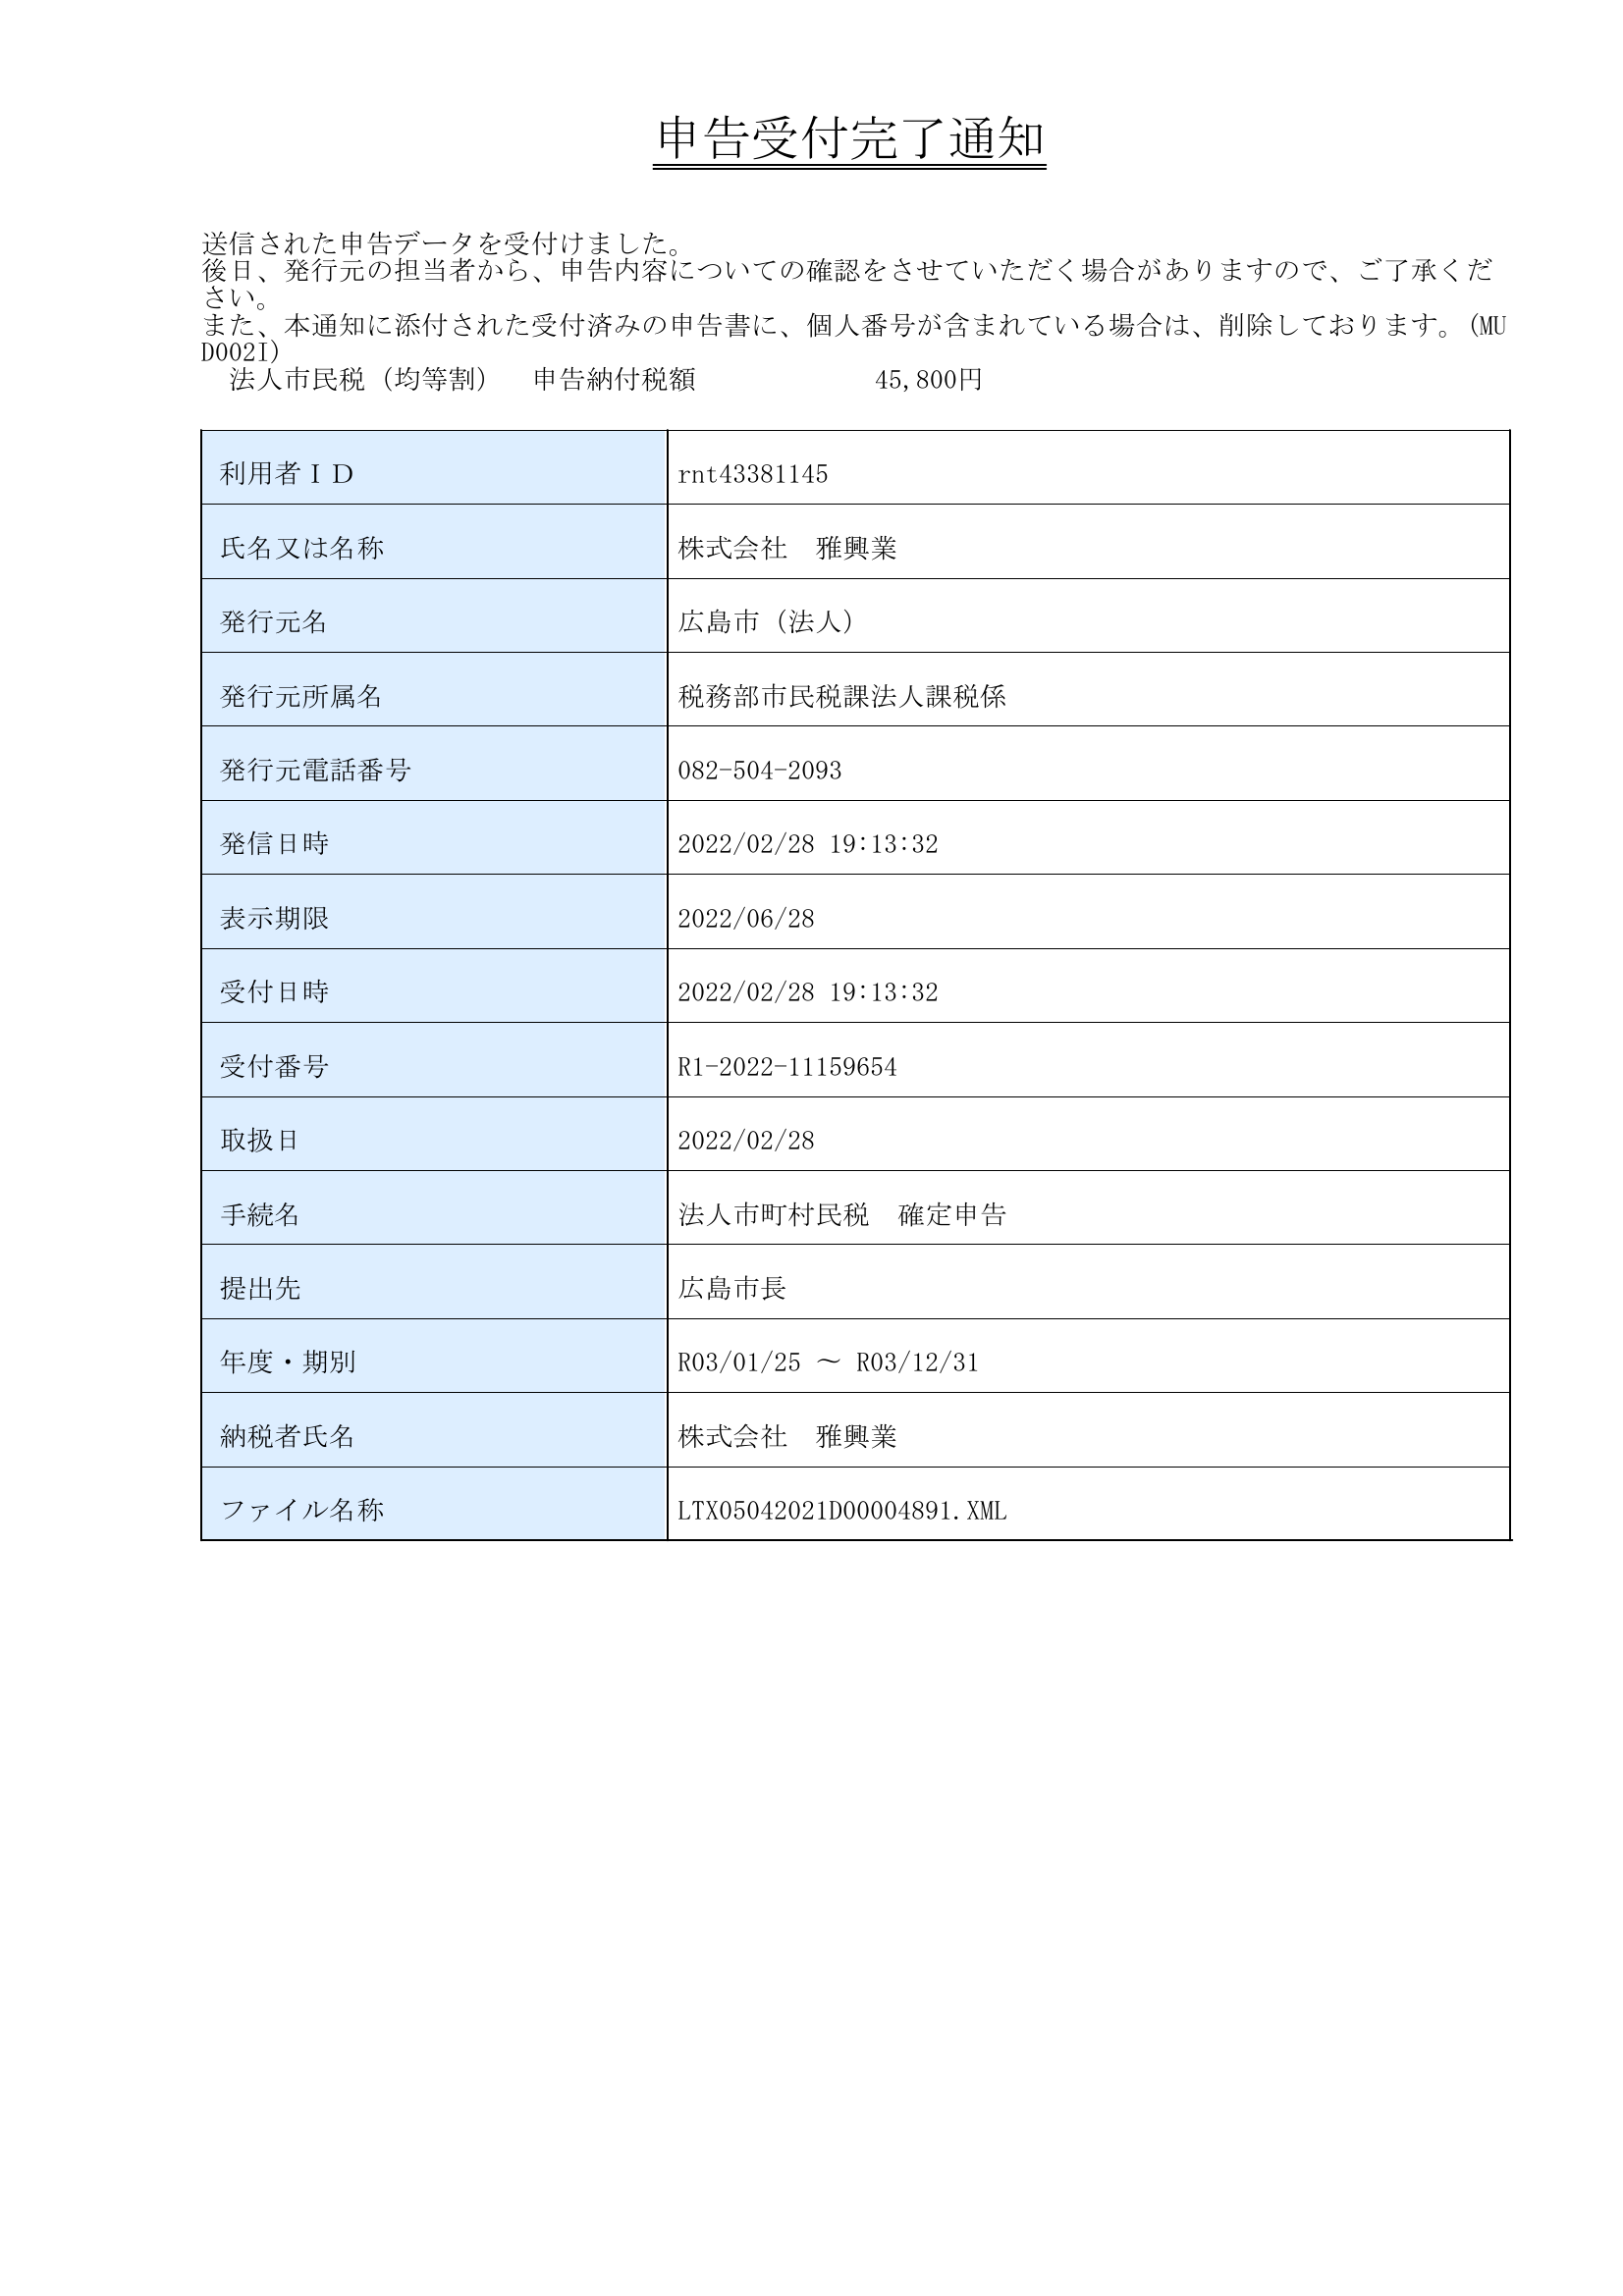 申告受付完了通知
送信された申告データを受付けました。
後日、発行元の担当者から、申告内容についての確認をさせていただく場合がありますので、ご了承くだ
さい。
また、本通知に添付された受付済みの申告書に、個人番号が含まれている場合は、削除しております。(MU
D002I)
法人市民税（均等割）　申告納付税額　　　　　　45,800円
利用者ＩＤ　rnt43381145
氏名又は名称　株式会社　雅興業
発行元名　広島市（法人）
発行元所属名　税務部市民税課法人課税係
発行元電話番号　082-504-2093
発信日時　2022/02/28 19:13:32
表示期限　2022/06/28
受付日時　2022/02/28 19:13:32
受付番号　R1-2022-11159654
取扱日　2022/02/28
手続名　法人市町村民税　確定申告
提出先　広島市長
年度・期別　R03/01/25 ～ R03/12/31
納税者氏名　株式会社　雅興業
ファイル名称　LTX05042021D00004891.XML